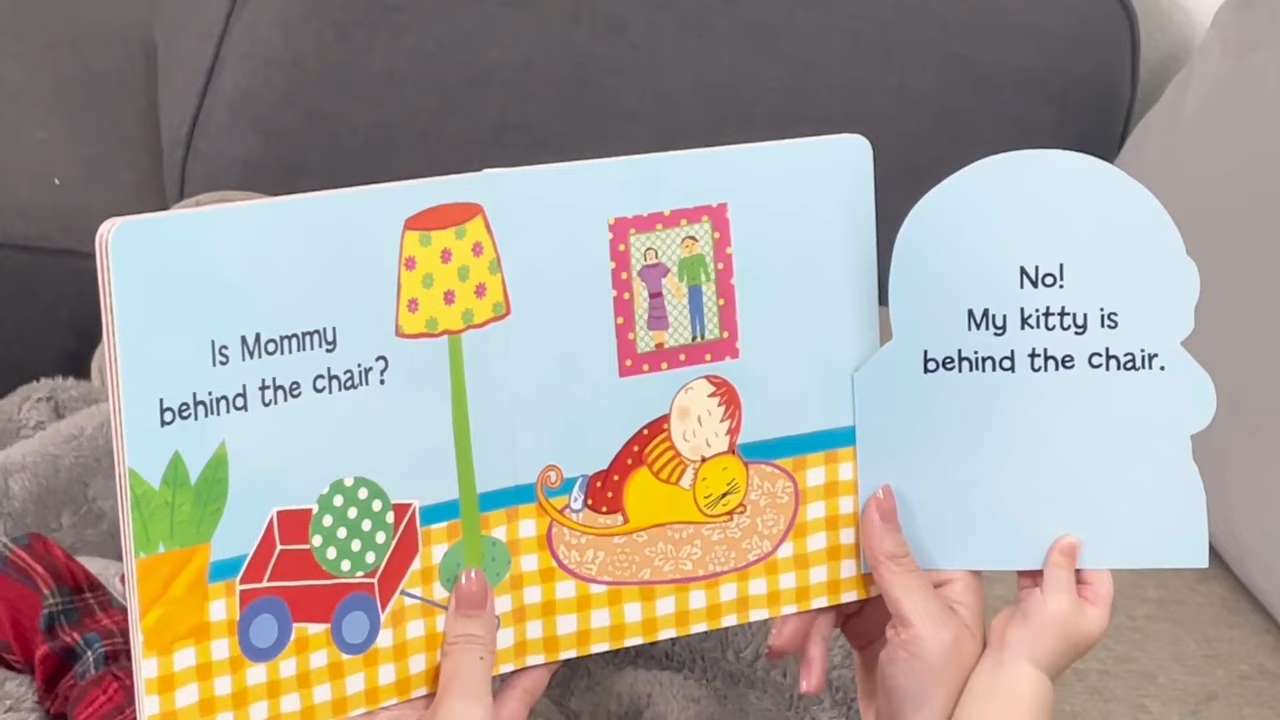 Is Mommy
behind the chair?
No!
My kitty is
behind the chair.